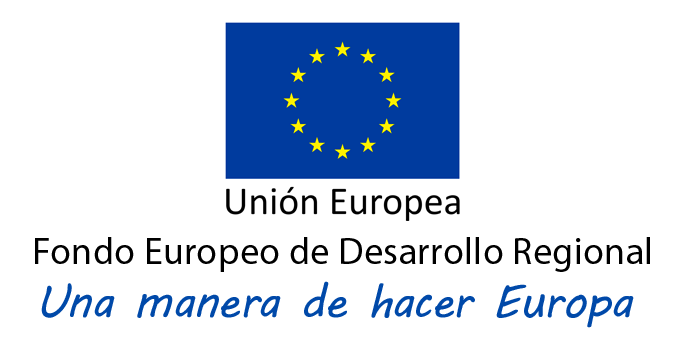 Unión Europea
Fondo Europeo de Desarrollo Regional
Una manera de hacer Europa